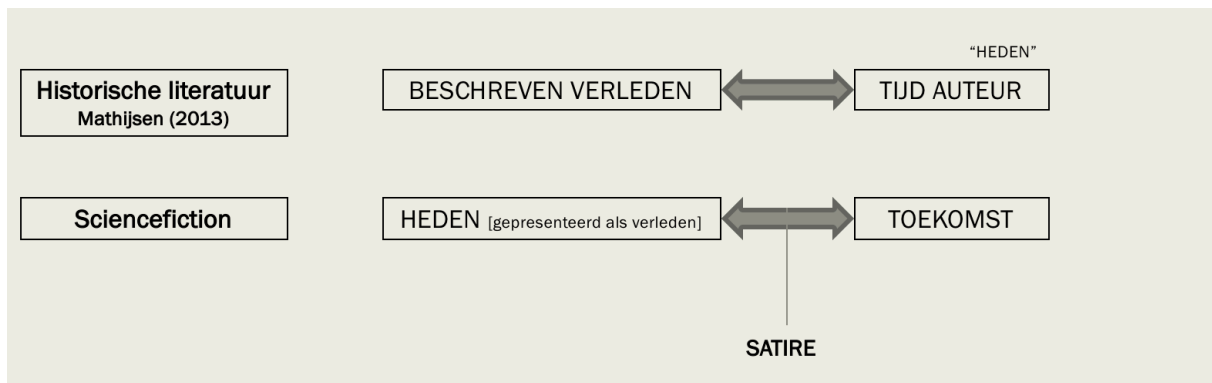 “HEDEN”
Historische literatuur
Mathijsen (2013)
BESCHREVEN VERLEDEN
TIJD AUTEUR
Sciencefiction
HEDEN [gepresenteerd als verleden]
TOEKOMST
SATIRE